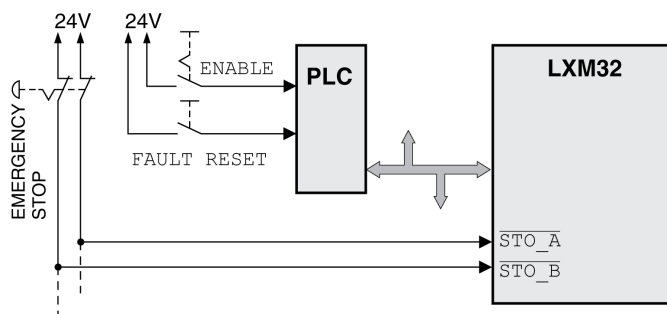 24V 24V
ENABLE
PLC
LXM32
FAULT RESET
EMERGENCY
STOP
STO_A
STO_B